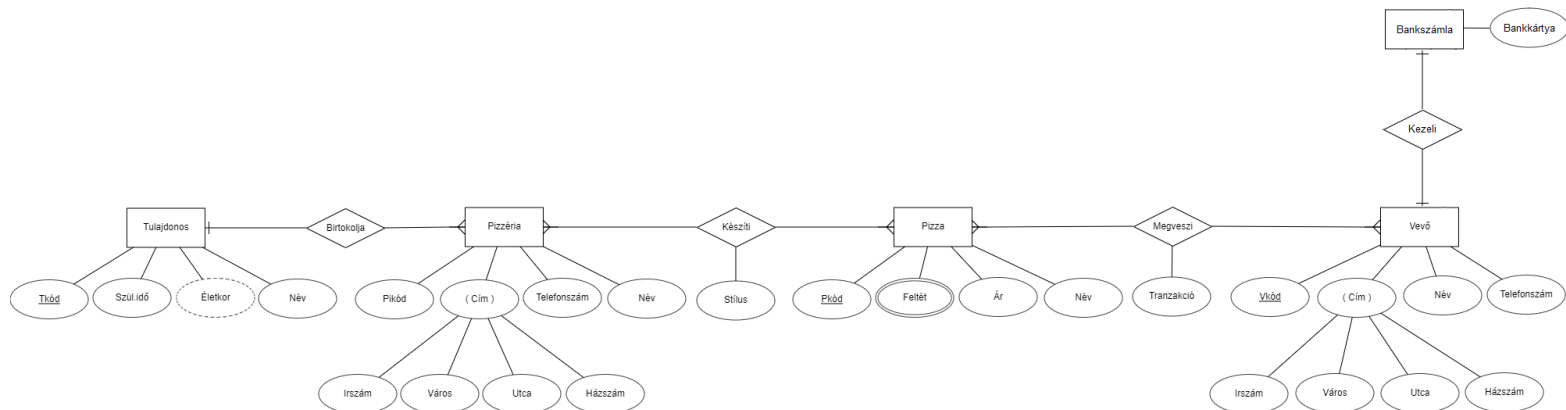 Bankszámla
Bankkártya
Kezeli
Tulajdonos
Birtokolja
Pizzéria
Készíti
Pizza
Megveszi
Vevő
Tkód
Szül.idő
Életkor
Név
Pikód
( Cím )
Telefonszám
Név
Stílus
Pkód
Feltét
Ár
Név
Tranzakció
Vkód
( Cím )
Név
Telefonszám
Irszám
Város
Utca
Házszám
Irszám
Város
Utca
Házszám